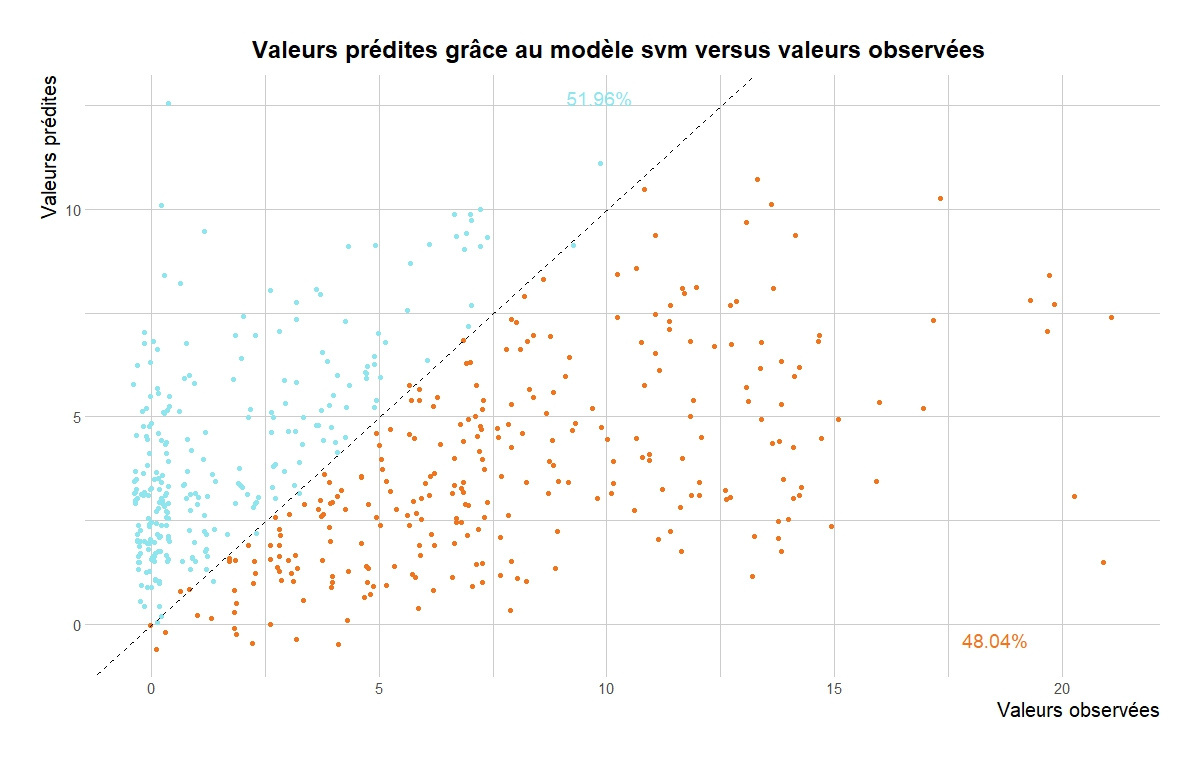 Valeurs prédites grâce au modèle svm versus valeurs observées
Valeurs prédites
51.96%
10
5
0
48.04%
0 5 10 15 20
Valeurs observées